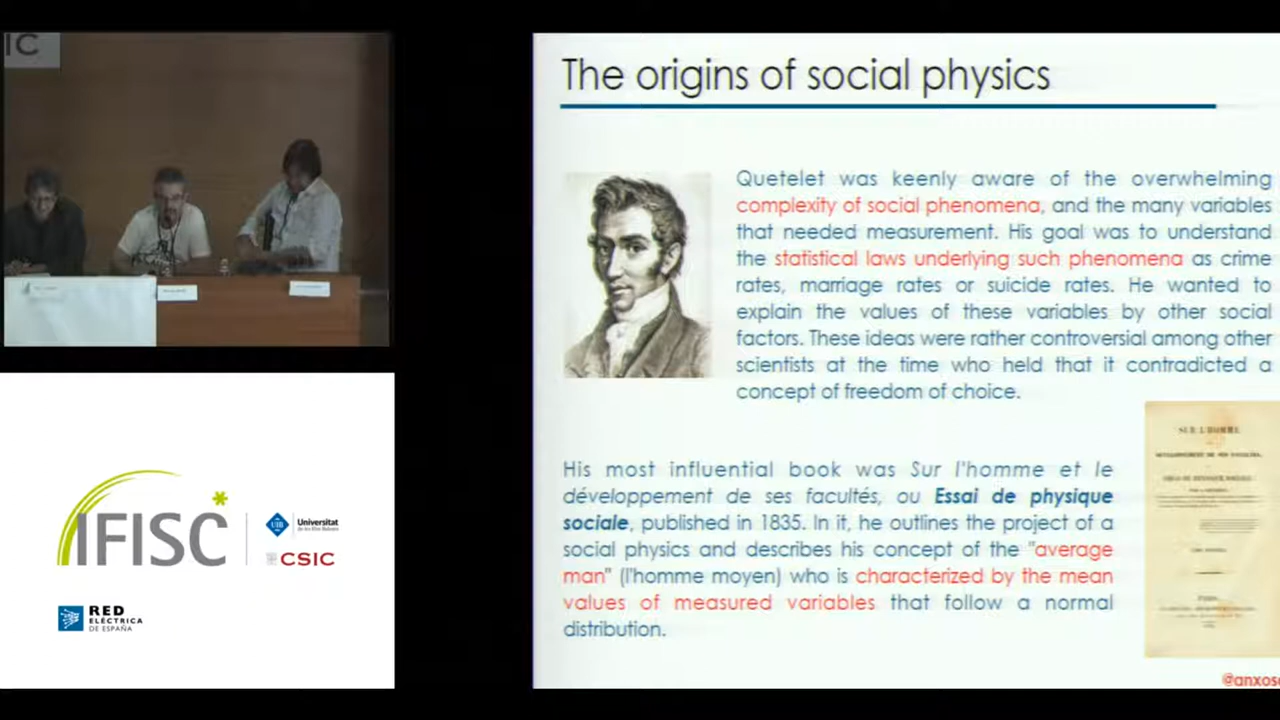 IC
The origins of social physics
Quetelet was keenly aware of the overwhelming
complexity of social phenomena, and the many variables
that needed measurement. His goal was to understand
the statistical laws underlying such phenomena as crime
rates, marriage rates or suicide rates. He wanted to
explain the values of these variables by other social
factors. These ideas were rather controversial among other
scientists at the time who held that it contradicted a
concept of freedom of choice.
His most influential book was Sur l'homme et le
développement de ses facultés, ou Essai de physique
sociale, published in 1835. In it, he outlines the project of a
social physics and describes his concept of the "average
man" (l'homme moyen) who is characterized by the mean
values of measured variables that follow a normal
distribution.
SUR L'HOMME
@anxos
IFISC
UIB
Universitat
de les Illes Balears
CSIC
RED
ELÉCTRICA
DE ESPAÑA